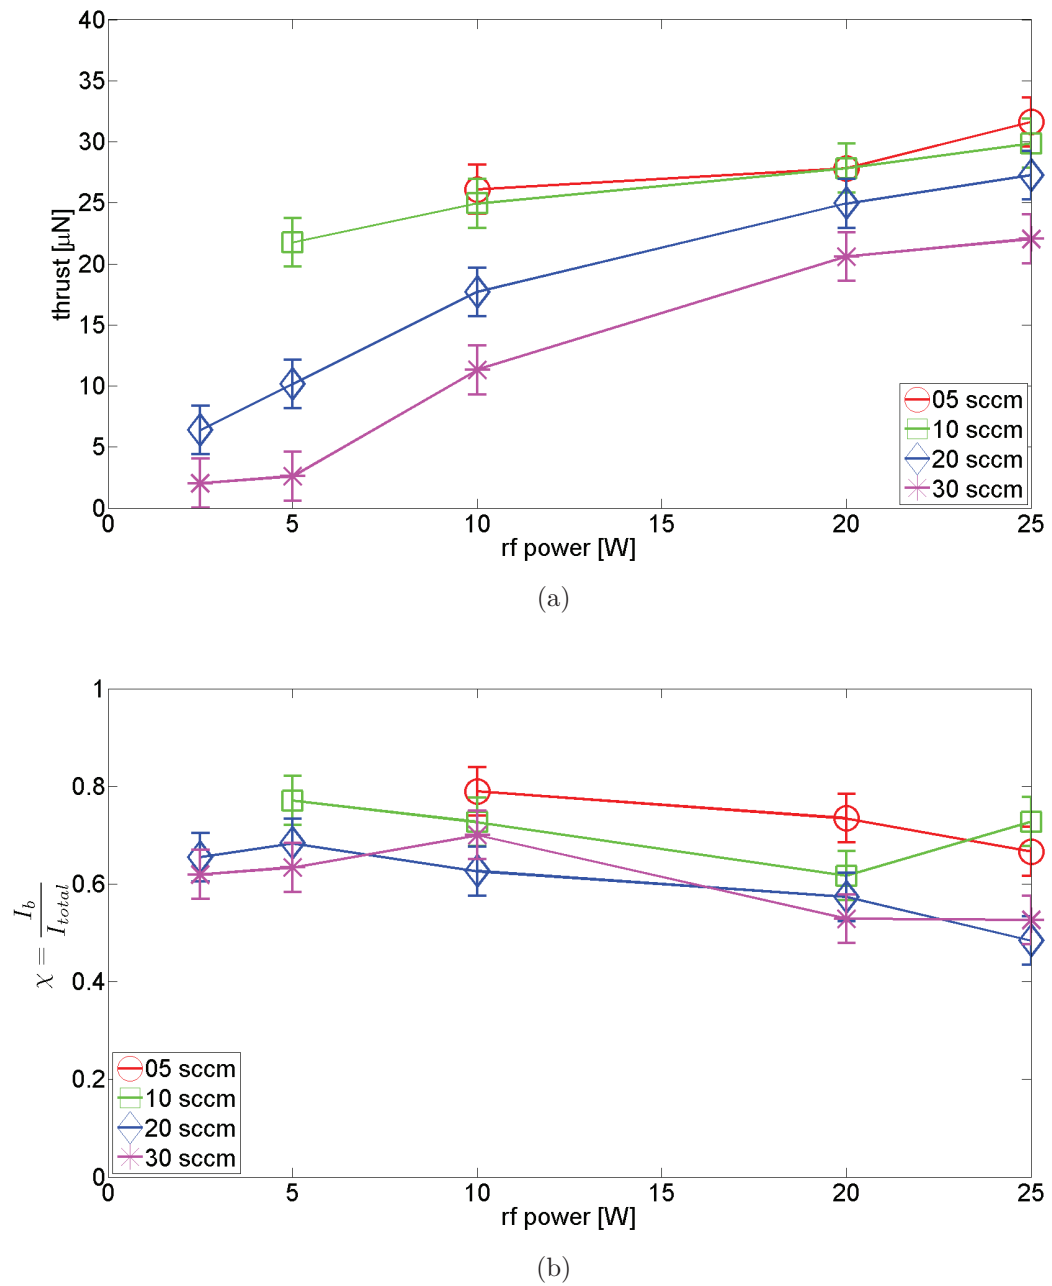 40
35
30
25
20
15
10
5
0
thrust [μN]
0 5 10 15 20 25
rf power [W]
05 sccm
10 sccm
20 sccm
30 sccm
(a)
1
0.8
0.6
0.4
0.2
0
χ = I_b / I_total
05 sccm
10 sccm
20 sccm
30 sccm
0 5 10 15 20 25
rf power [W]
(b)